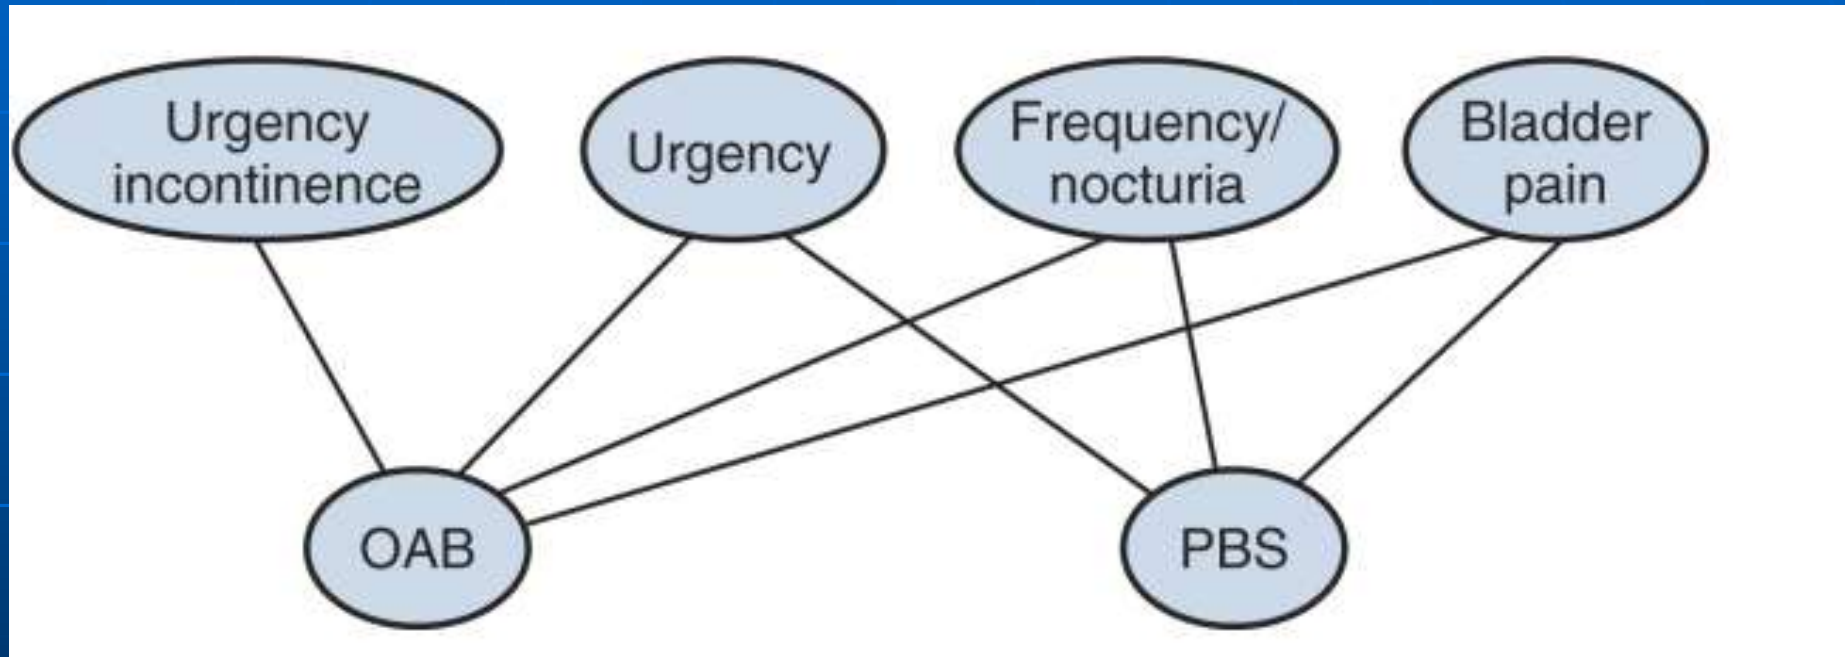 Urgency
incontinence
Urgency
Frequency/
nocturia
Bladder
pain
OAB
PBS